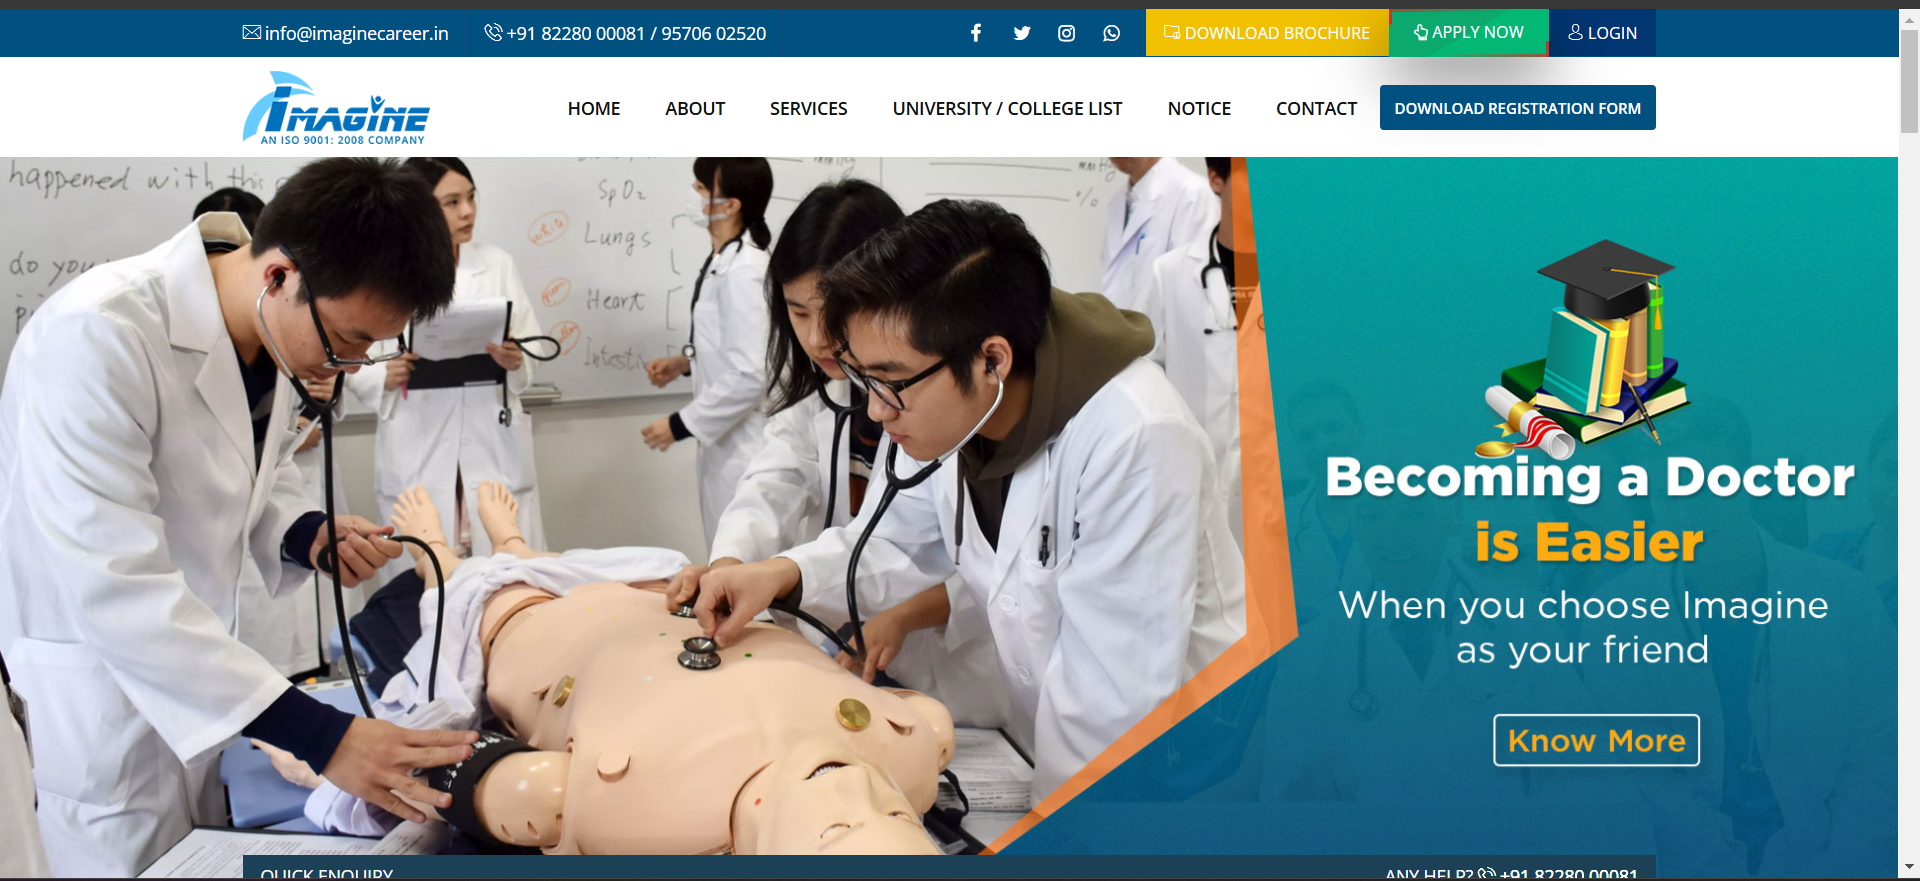 info@imaginecareer.in
+91 82280 00081 / 95706 02520
DOWNLOAD BROCHURE
APPLY NOW
LOGIN
IMAGINE
AN ISO 9001: 2008 COMPANY
HOME
ABOUT
SERVICES
UNIVERSITY / COLLEGE LIST
NOTICE
CONTACT
DOWNLOAD REGISTRATION FORM
happened with this
do you
SpO2
white
Lungs
Heart
Intestin
mmHg
%
Becoming a Doctor
is Easier
When you choose Imagine
as your friend
Know More
QUICK ENQUIRY
ANY HELP? +91 82280 00081